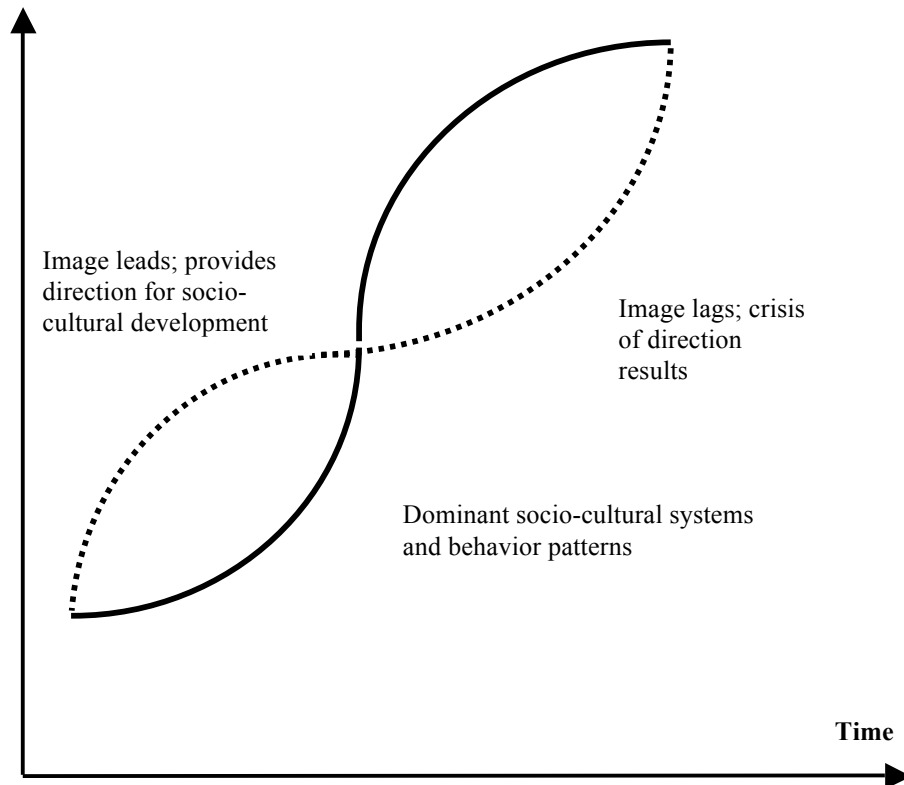 Image leads; provides
direction for socio-
cultural development
Image lags; crisis
of direction
results
Dominant socio-cultural systems
and behavior patterns
Time